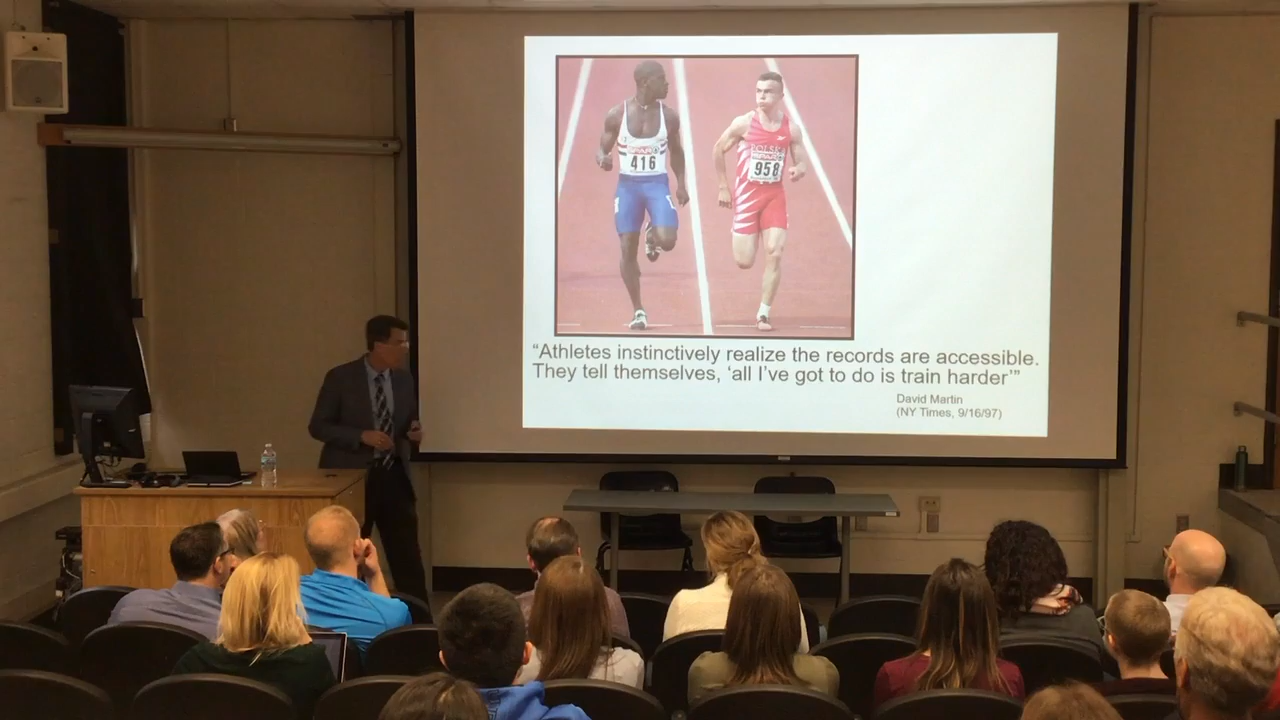 416
POLSKA
958
“Athletes instinctively realize the records are accessible.
They tell themselves, ‘all I’ve got to do is train harder’”
David Martin
(NY Times, 9/16/97)